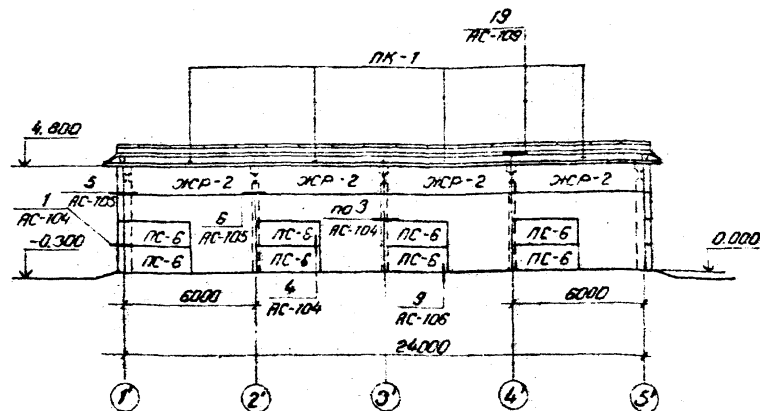 19
АС-109
ПК-1
4.800
ЖР-2 ЖР-2 ЖР-2 ЖР-2
5
АС-105
1
АС-104
6
АС-105
по 3
АС-104
ПС-6 ПС-6 ПС-6 ПС-6
ПС-6 ПС-6 ПС-6 ПС-6
-0.300
0.000
6000
4
АС-104
9
АС-106
6000
24000
1' 2' 3' 4' 5'